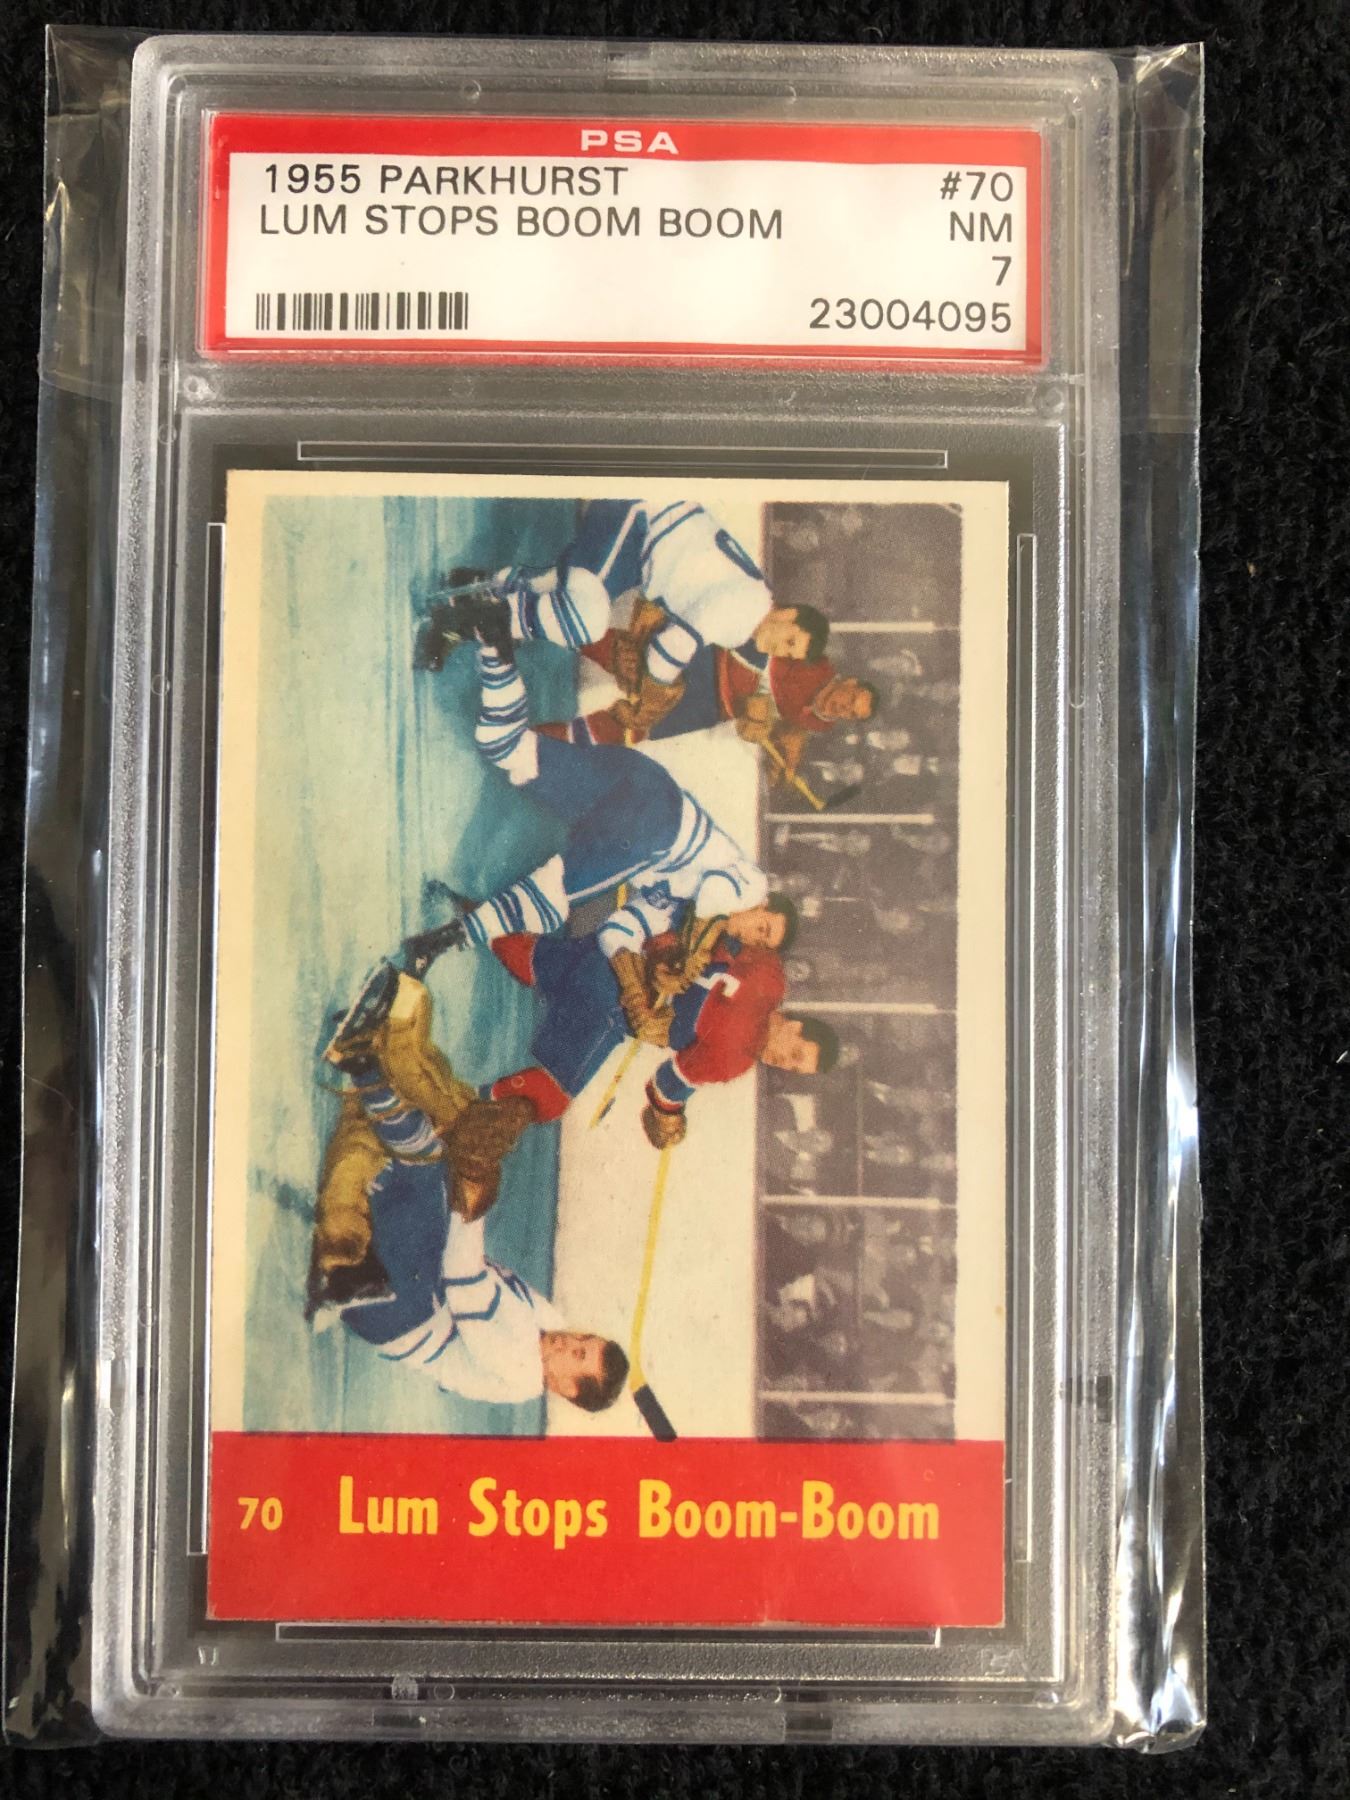 PSA
1955 PARKHURST #70
LUM STOPS BOOM BOOM NM
7
23004095
70 Lum Stops Boom-Boom